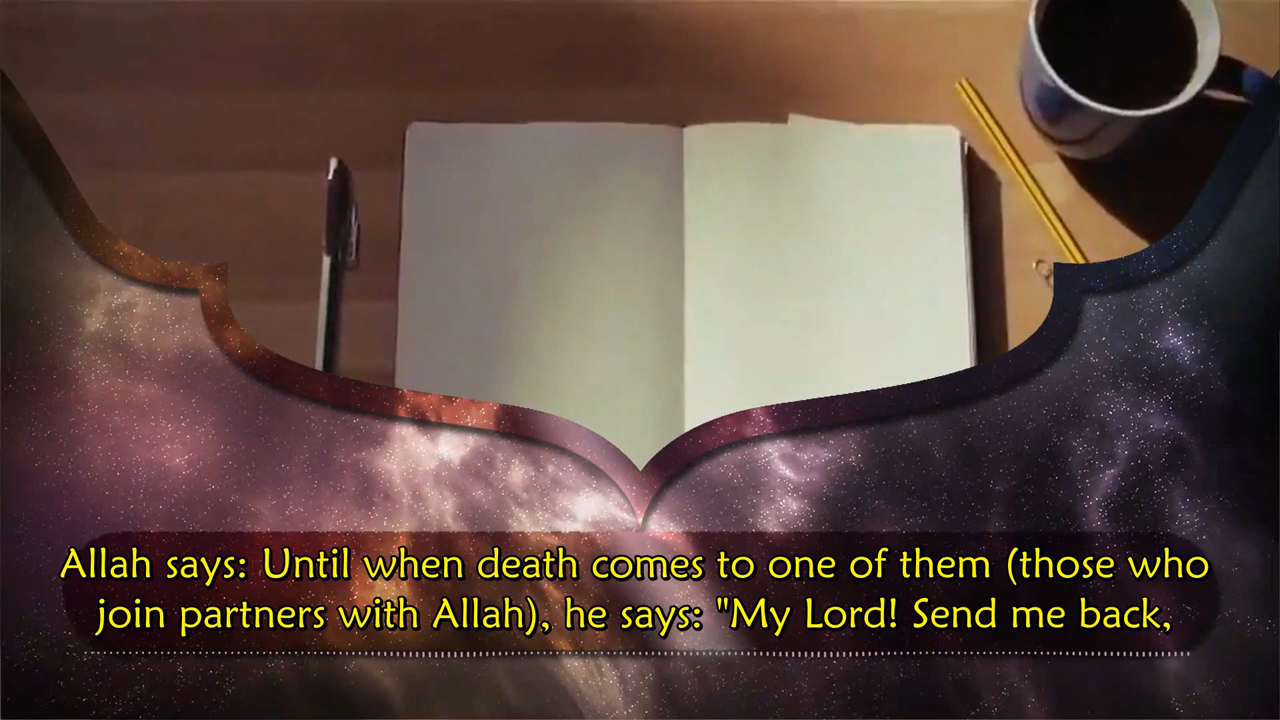 Allah says: Until when death comes to one of them (those who
join partners with Allah), he says: "My Lord! Send me back,